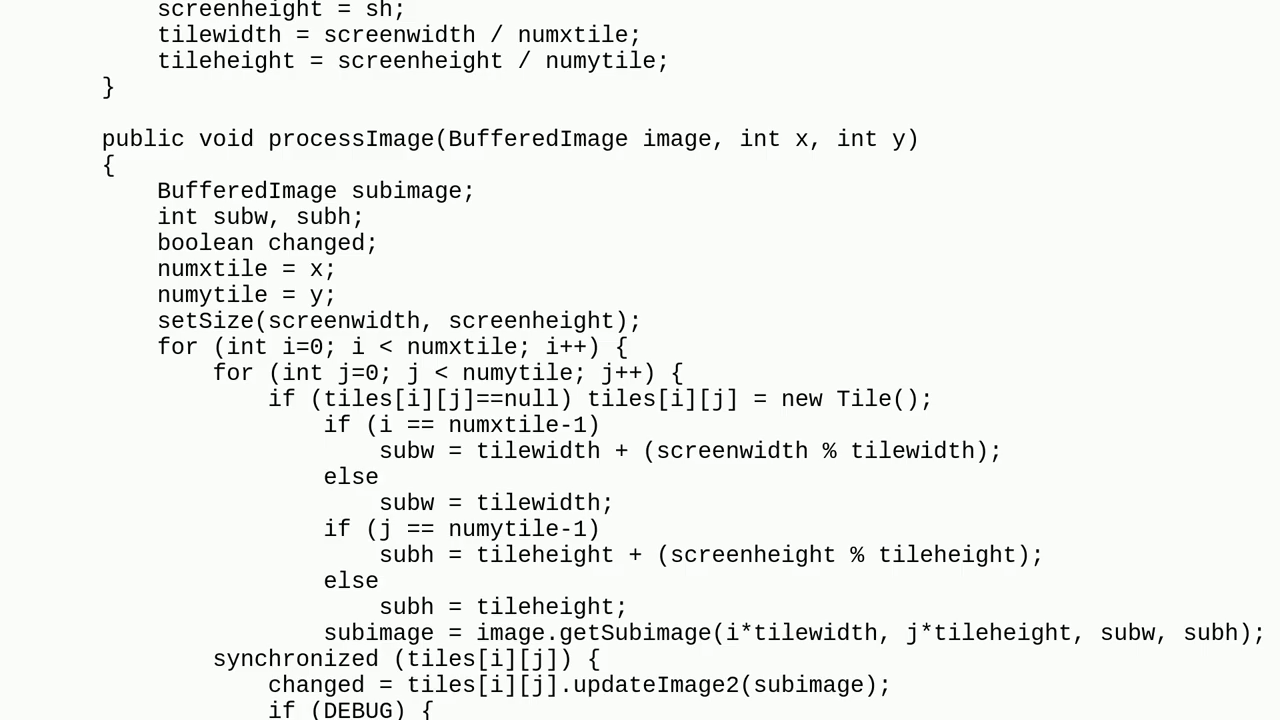 screenheight = sh;
tilewidth = screenwidth / numxtile;
tileheight = screenheight / numytile;
}
public void processImage(BufferedImage image, int x, int y)
{
BufferedImage subimage;
int subw, subh;
boolean changed;
numxtile = x;
numytile = y;
setSize(screenwidth, screenheight);
for (int i=0; i < numxtile; i++) {
for (int j=0; j < numytile; j++) {
if (tiles[i][j]==null) tiles[i][j] = new Tile();
if (i == numxtile-1)
subw = tilewidth + (screenwidth % tilewidth);
else
subw = tilewidth;
if (j == numytile-1)
subh = tileheight + (screenheight % tileheight);
else
subh = tileheight;
subimage = image.getSubimage(i*tilewidth, j*tileheight, subw, subh);
synchronized (tiles[i][j]) {
changed = tiles[i][j].updateImage2(subimage);
if (DEBUG) {